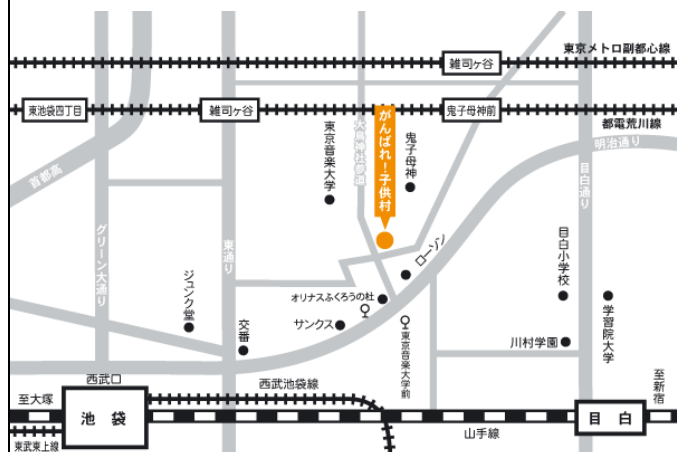 東京メトロ副都心線
雑司ヶ谷
東池袋四丁目
雑司ヶ谷
鬼子母神前
都電荒川線
明治通り
首都高
東京音楽大学
大鳥神社参道
がんばれ!子供村
鬼子母神
目白通り
グリーン大通り
東通り
ローソン
目白小学校
ジュンク堂
オリナスふくろうの杜
学習院大学
交番
サンクス
東京音楽大学前
川村学園
西武口
西武池袋線
至大塚
至新宿
池袋
目白
山手線
東武東上線